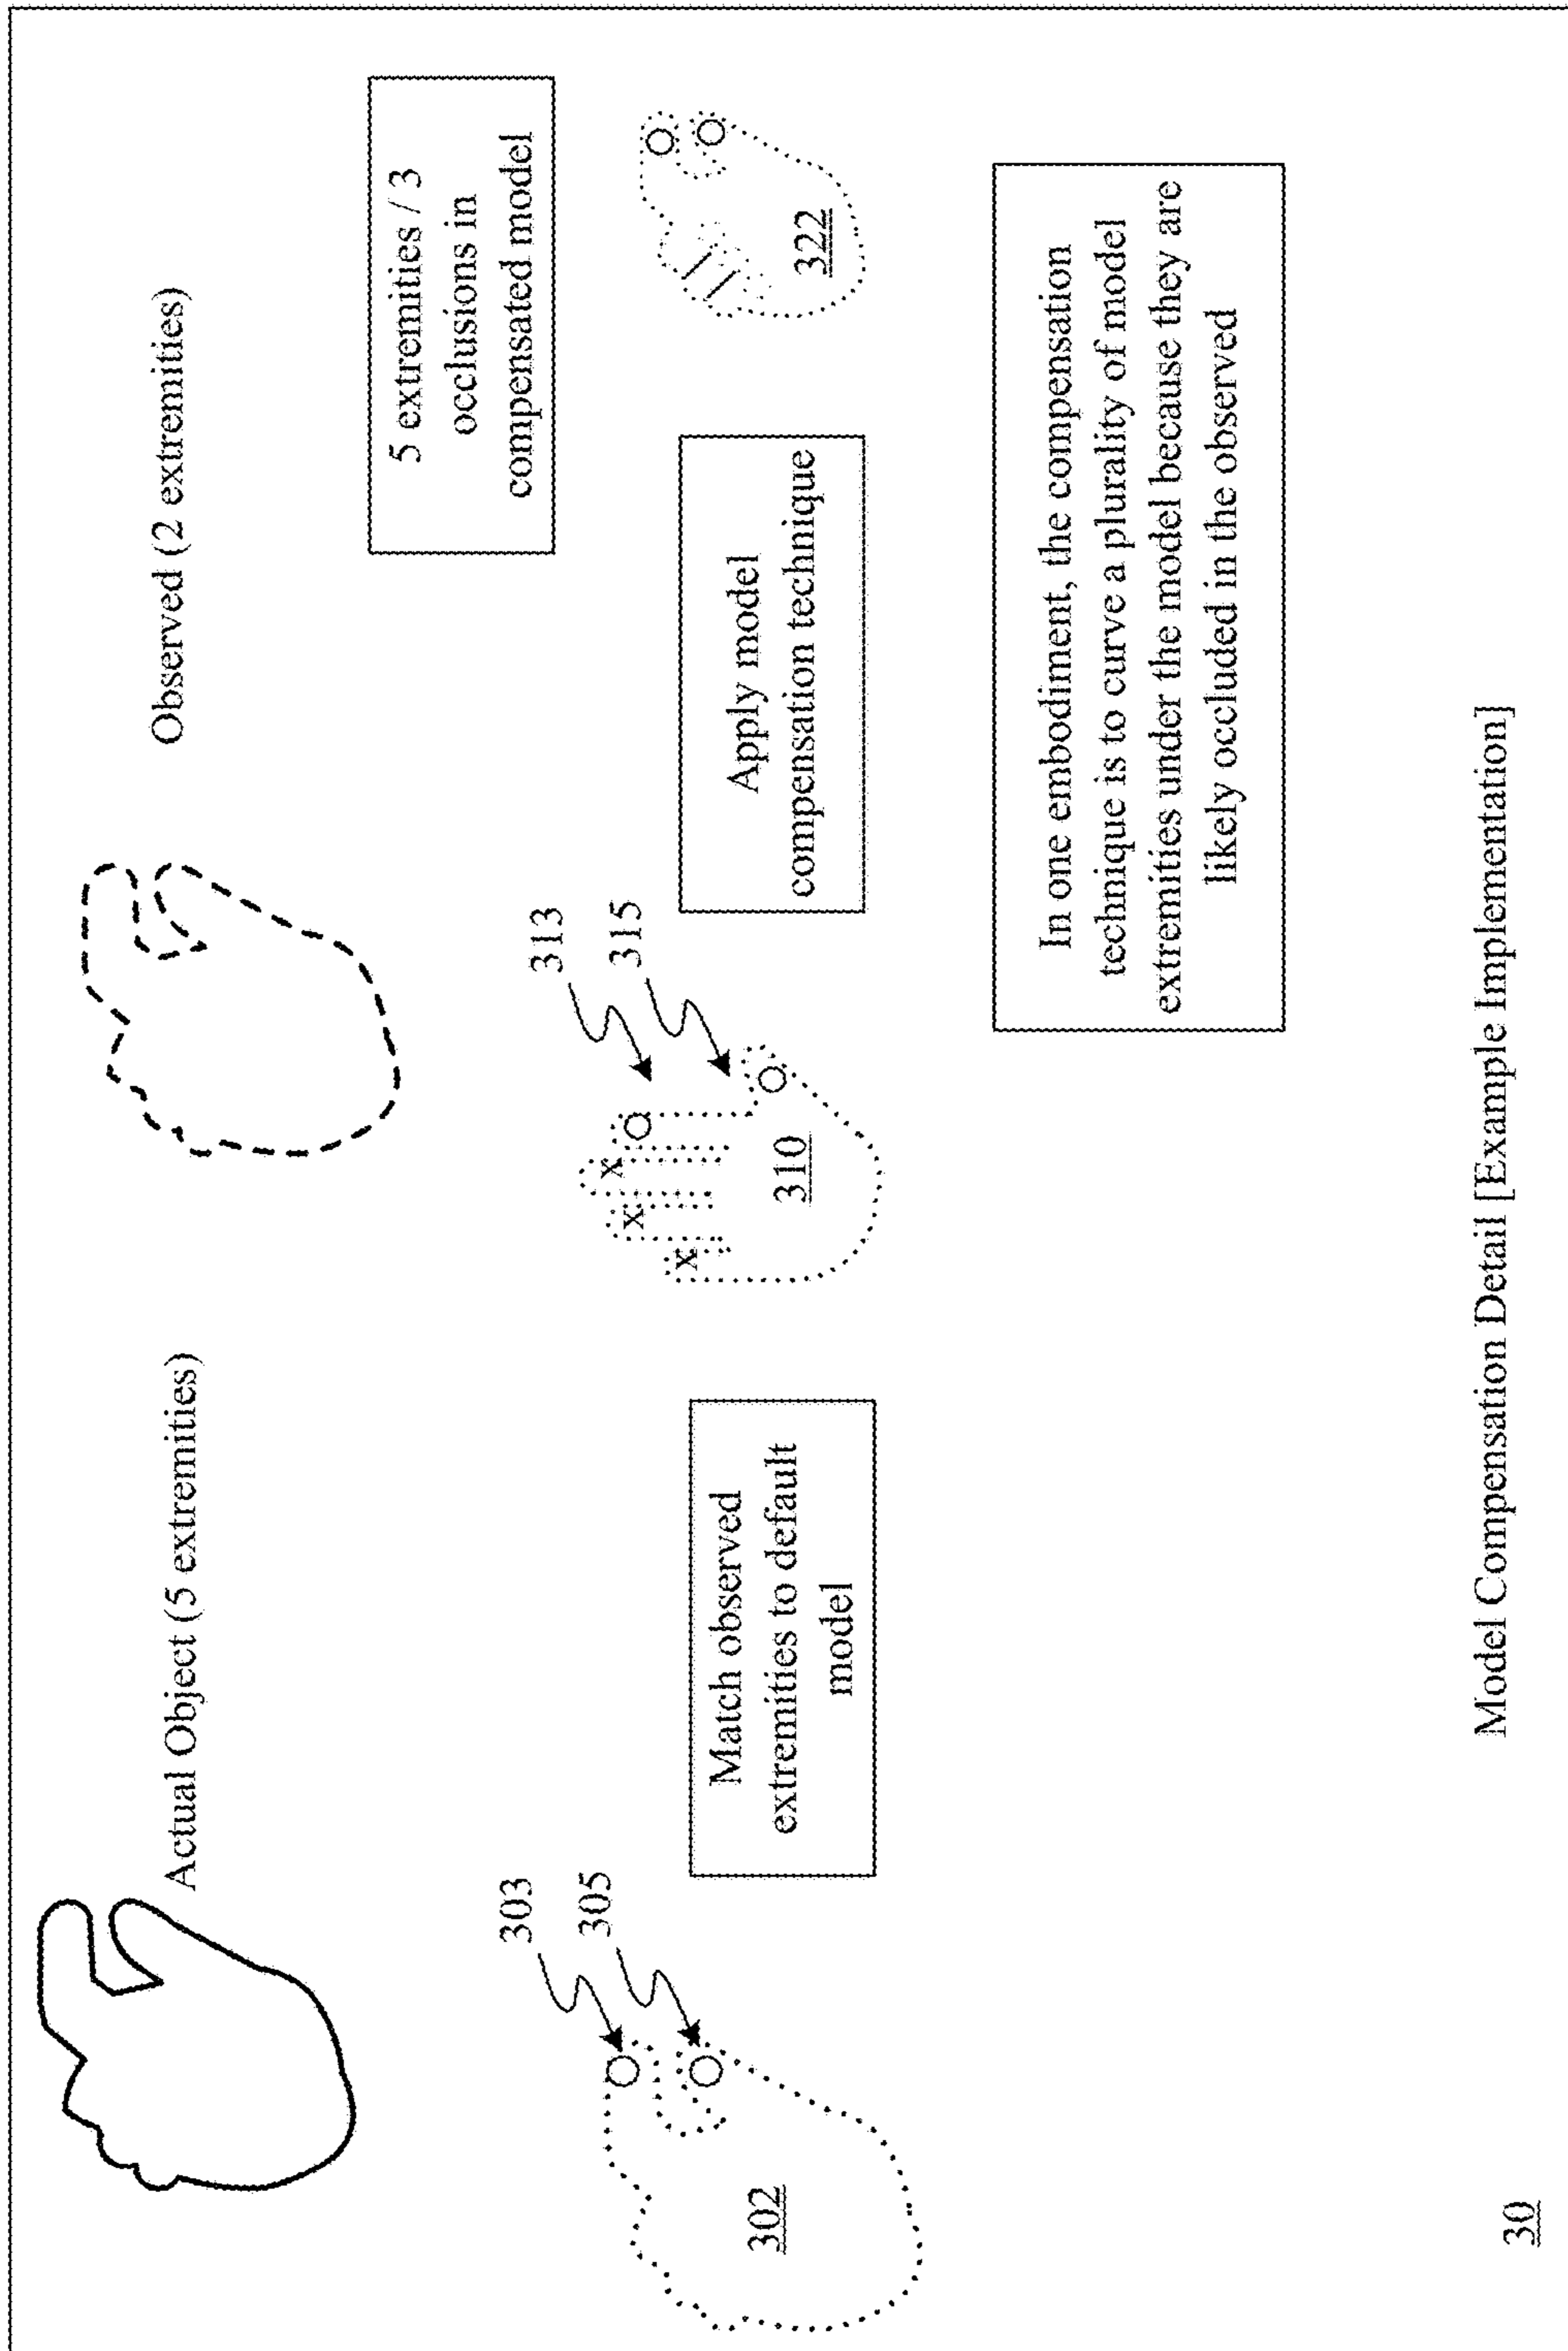 Actual Object (5 extremities)
Observed (2 extremities)
5 extremities / 3
occlusions in
compensated model
303
305
302
Match observed
extremities to default
model
313
315
x
x
x
310
Apply model
compensation technique
322
In one embodiment, the compensation
technique is to curve a plurality of model
extremities under the model because they are
likely occluded in the observed
Model Compensation Detail [Example Implementation]
30